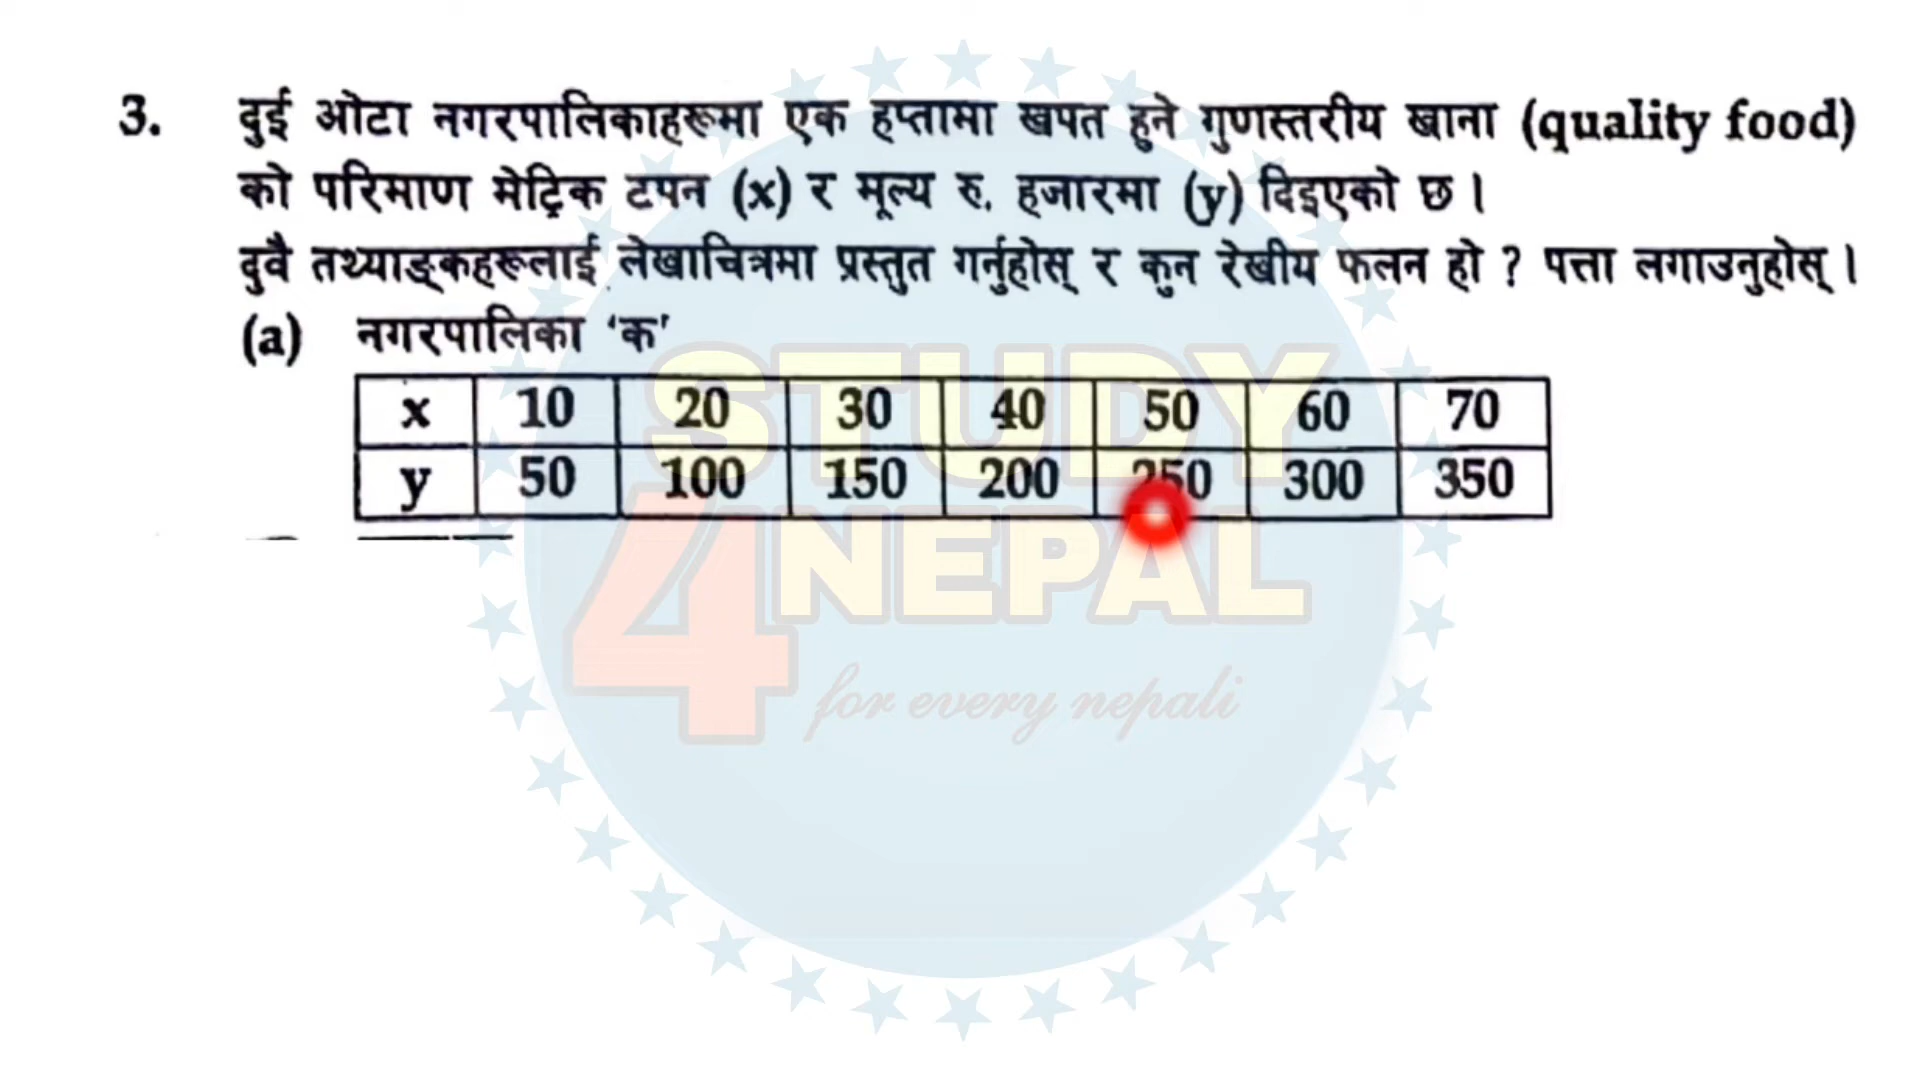 3. दुई ओटा नगरपालिकाहरूमा एक हप्तामा खपत हुने गुणस्तरीय खाना (quality food)
को परिमाण मेट्रिक टपन (x) र मूल्य रु. हजारमा (y) दिइएको छ ।
दुवै तथ्याङ्कहरूलाई लेखाचित्रमा प्रस्तुत गर्नुहोस् र कुन रेखीय फलन हो ? पत्ता लगाउनुहोस् ।
(a) नगरपालिका 'क'
x 10 20 30 40 50 60 70
y 50 100 150 200 250 300 350
STUDY
4 NEPAL
for every nepali